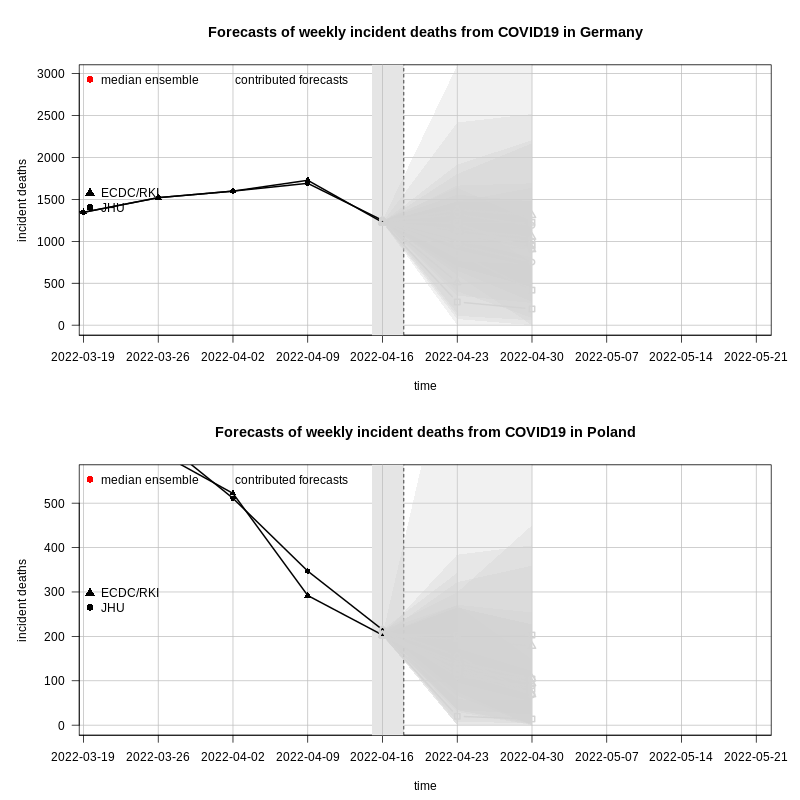 Forecasts of weekly incident deaths from COVID19 in Germany
3000
2500
2000
1500
1000
500
0
incident deaths
median ensemble
contributed forecasts
ECDC/RKI
JHU
2022-03-19 2022-03-26 2022-04-02 2022-04-09 2022-04-16 2022-04-23 2022-04-30 2022-05-07 2022-05-14 2022-05-21
time
Forecasts of weekly incident deaths from COVID19 in Poland
500
400
300
200
100
0
incident deaths
median ensemble
contributed forecasts
ECDC/RKI
JHU
2022-03-19 2022-03-26 2022-04-02 2022-04-09 2022-04-16 2022-04-23 2022-04-30 2022-05-07 2022-05-14 2022-05-21
time